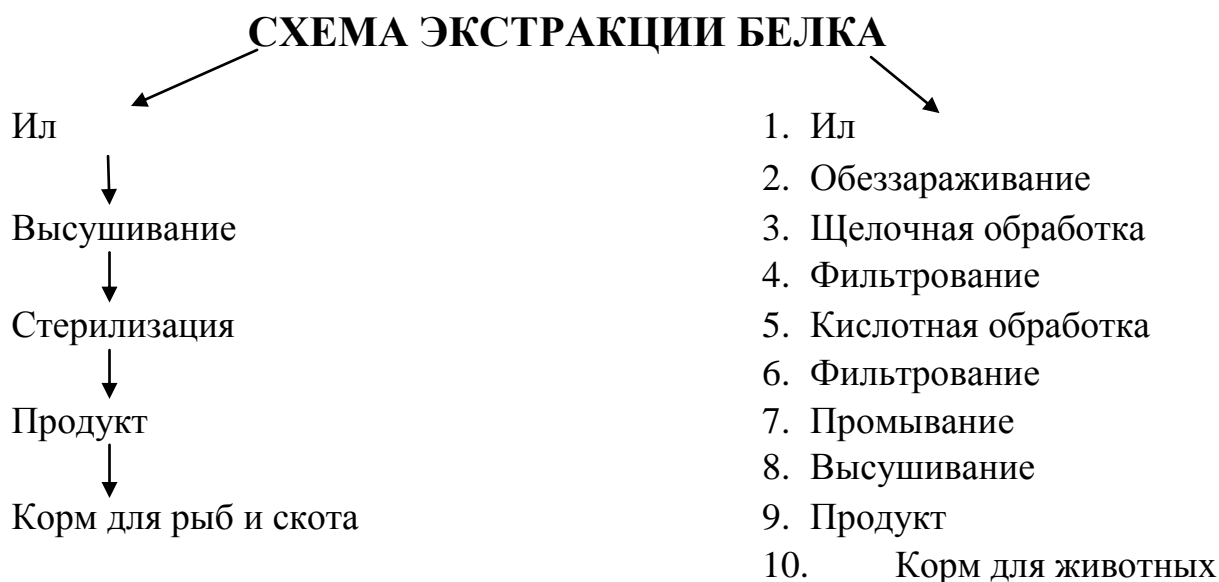 СХЕМА ЭКСТРАКЦИИ БЕЛКА
Ил
Высушивание
Стерилизация
Продукт
Корм для рыб и скота
1. Ил
2. Обеззараживание
3. Щелочная обработка
4. Фильтрование
5. Кислотная обработка
6. Фильтрование
7. Промывание
8. Высушивание
9. Продукт
10. Корм для животных